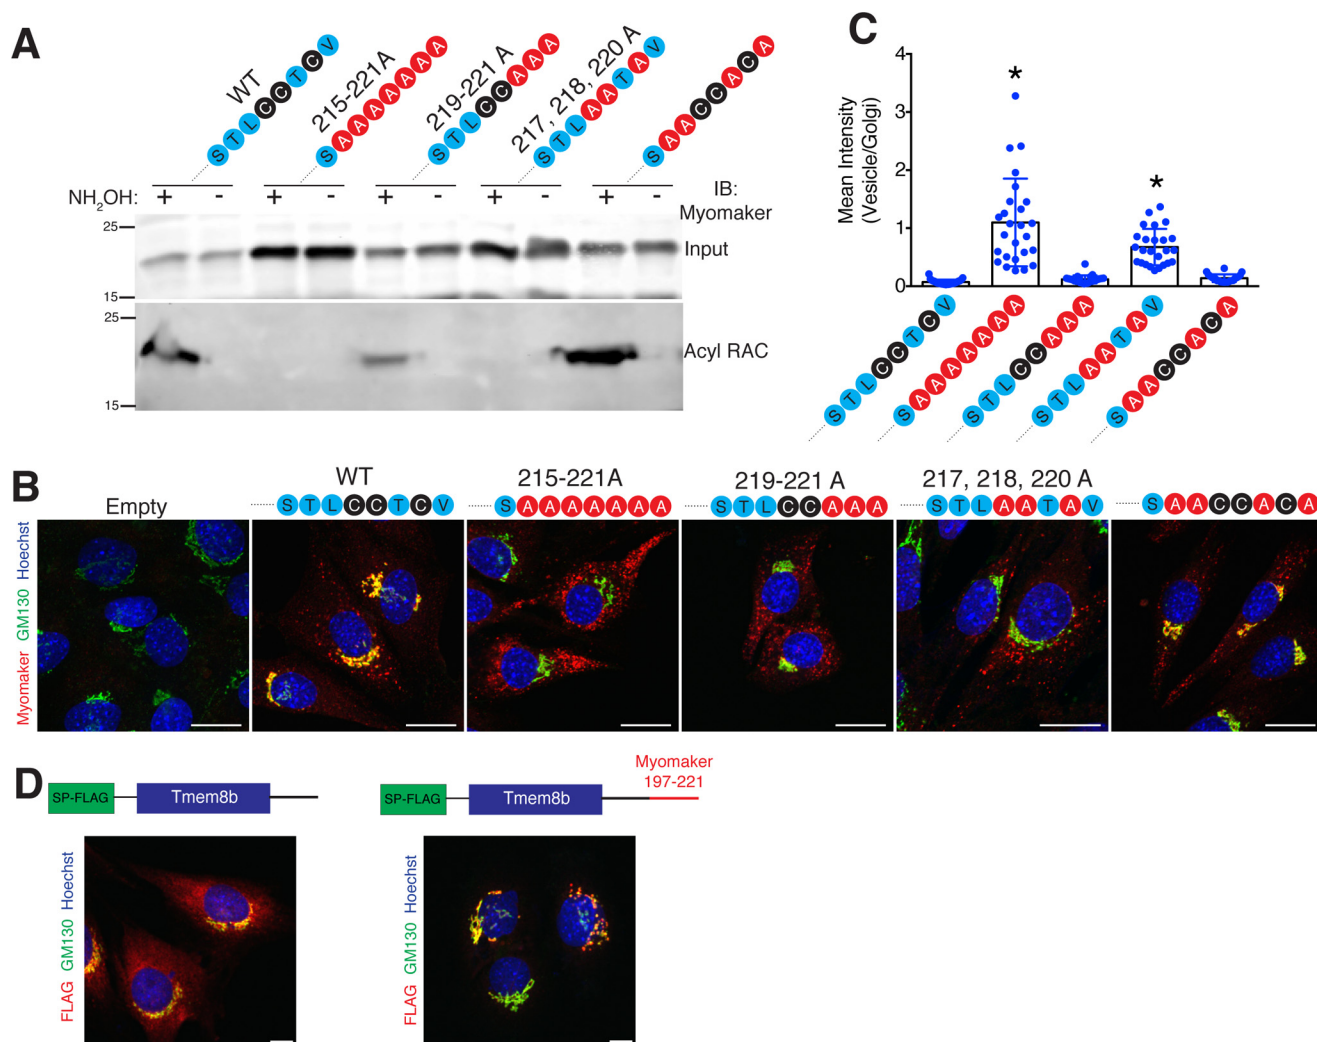 A
WT
STLCCTCV
215-221A
SAAAAAAA
219-221 A
STLCCAAA
217, 218, 220 A
STLAATAV
SAACCACA
NH2OH: + - + - + - + - + -
IB:
Myomaker
25
Input
15
25
Acyl RAC
15
C
Mean Intensity
(Vesicle/Golgi)
4
3
2
1
0
*
*
STLCCTCV
SAAAAAAA
STLCCAAA
STLAATAV
SAACCACA
B
Myomaker GM130 Hoechst
Empty
WT
STLCCTCV
215-221A
SAAAAAAA
219-221 A
STLCCAAA
217, 218, 220 A
STLAATAV
SAACCACA
D
SP-FLAG
Tmem8b
FLAG GM130 Hoechst
Myomaker
197-221
SP-FLAG
Tmem8b
FLAG GM130 Hoechst